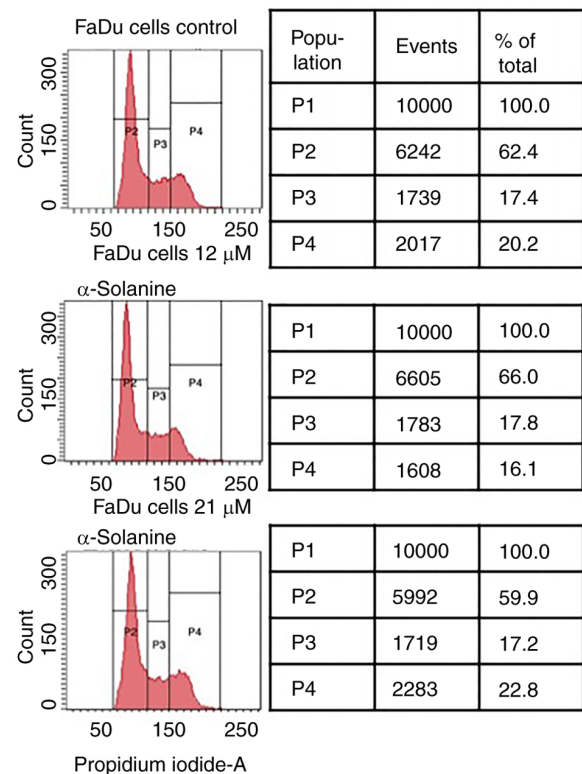 FaDu cells control
Count
300
150
0
P2
P3
P4
50 150 250
Popu-
lation
Events
% of
total
P1 10000 100.0
P2 6242 62.4
P3 1739 17.4
P4 2017 20.2
FaDu cells 12 μM
α-Solanine
Count
300
150
0
P2
P3
P4
50 150 250
P1 10000 100.0
P2 6605 66.0
P3 1783 17.8
P4 1608 16.1
FaDu cells 21 μM
α-Solanine
Count
300
150
0
P2
P3
P4
50 150 250
Propidium iodide-A
P1 10000 100.0
P2 5992 59.9
P3 1719 17.2
P4 2283 22.8